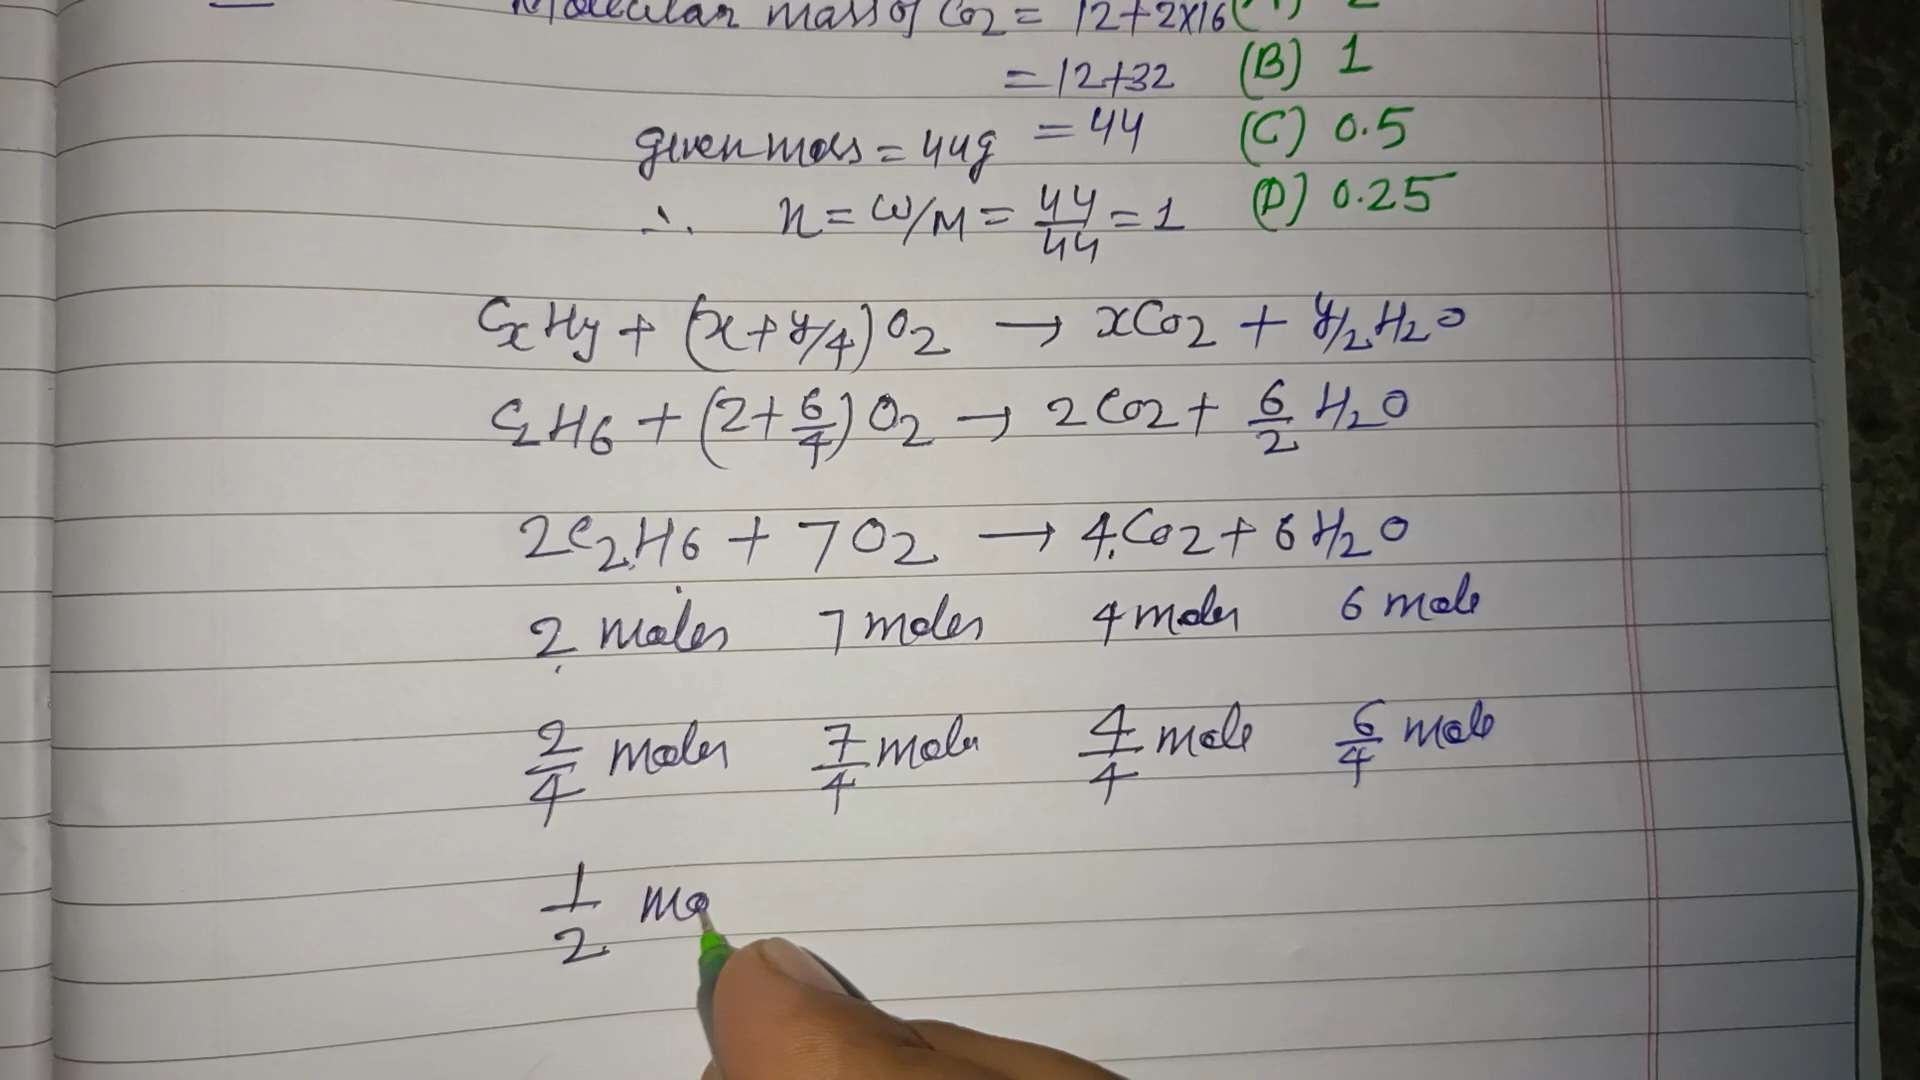 Molecular mass of Co2 = 12+2×16
= 12+32 (B) 1
given mass = 44g = 44 (C) 0.5
∴ n = w/M = 44/44 = 1 (D) 0.25
CxHy + (x+y/4)O2 → xCo2 + y/2H2O
C2H6 + (2+6/4)O2 → 2Co2 + 6/2 H2O
2C2H6 + 7O2 → 4Co2 + 6H2O
2 moles 7 moles 4 moles 6 mole
2/4 moles 7/4 mole 4/4 mole 6/4 mole
1/2 mo